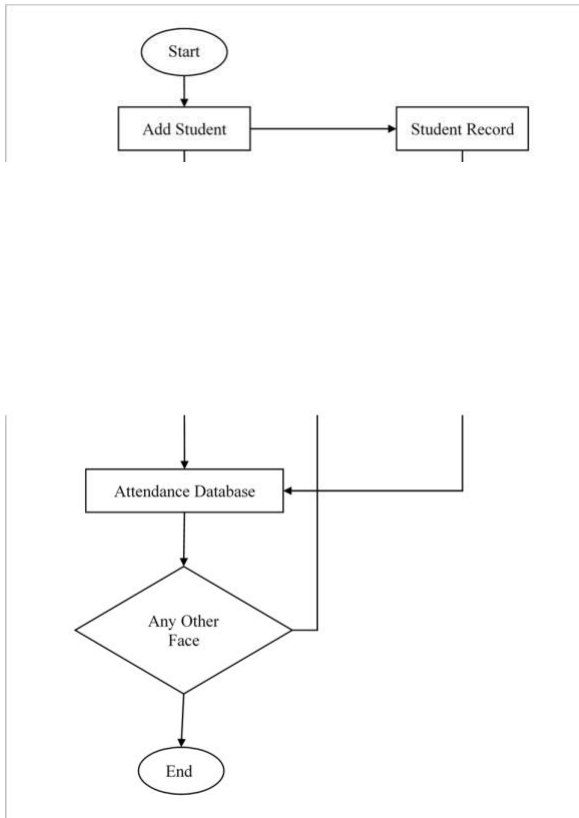 Start
Add Student
Student Record
Attendance Database
Any Other
Face
End